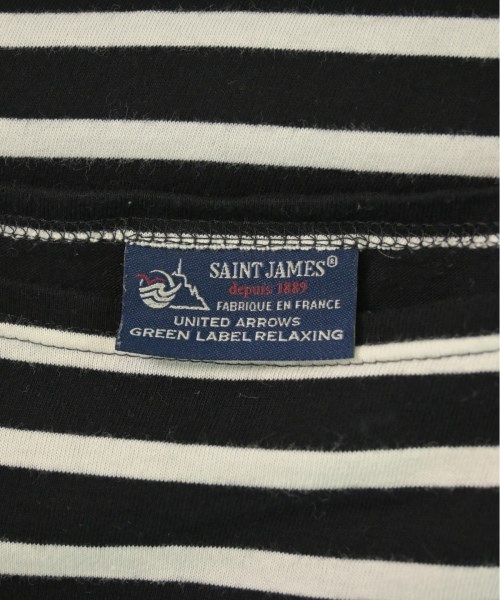 SAINT JAMES®
depuis 1889
FABRIQUE EN FRANCE
UNITED ARROWS
GREEN LABEL RELAXING